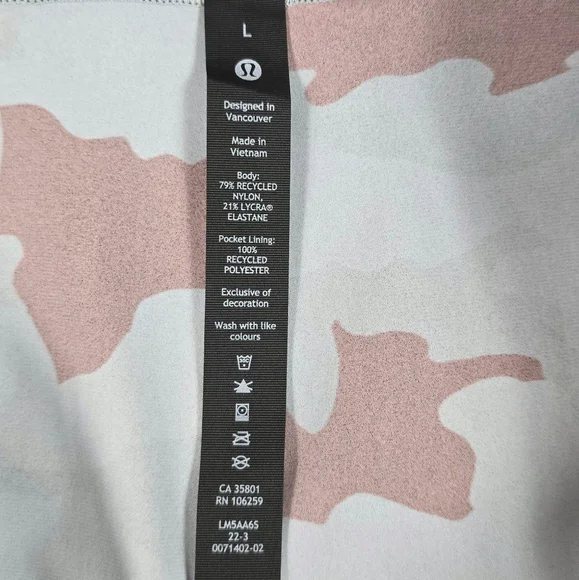 L
Designed in
Vancouver
Made in
Vietnam
Body:
79% RECYCLED
NYLON,
21% LYCRA®
ELASTANE
Pocket Lining:
100%
RECYCLED
POLYESTER
Exclusive of
decoration
Wash with like
colours
CA 35801
RN 106259
LM5AA6S
22-3
0071402-02